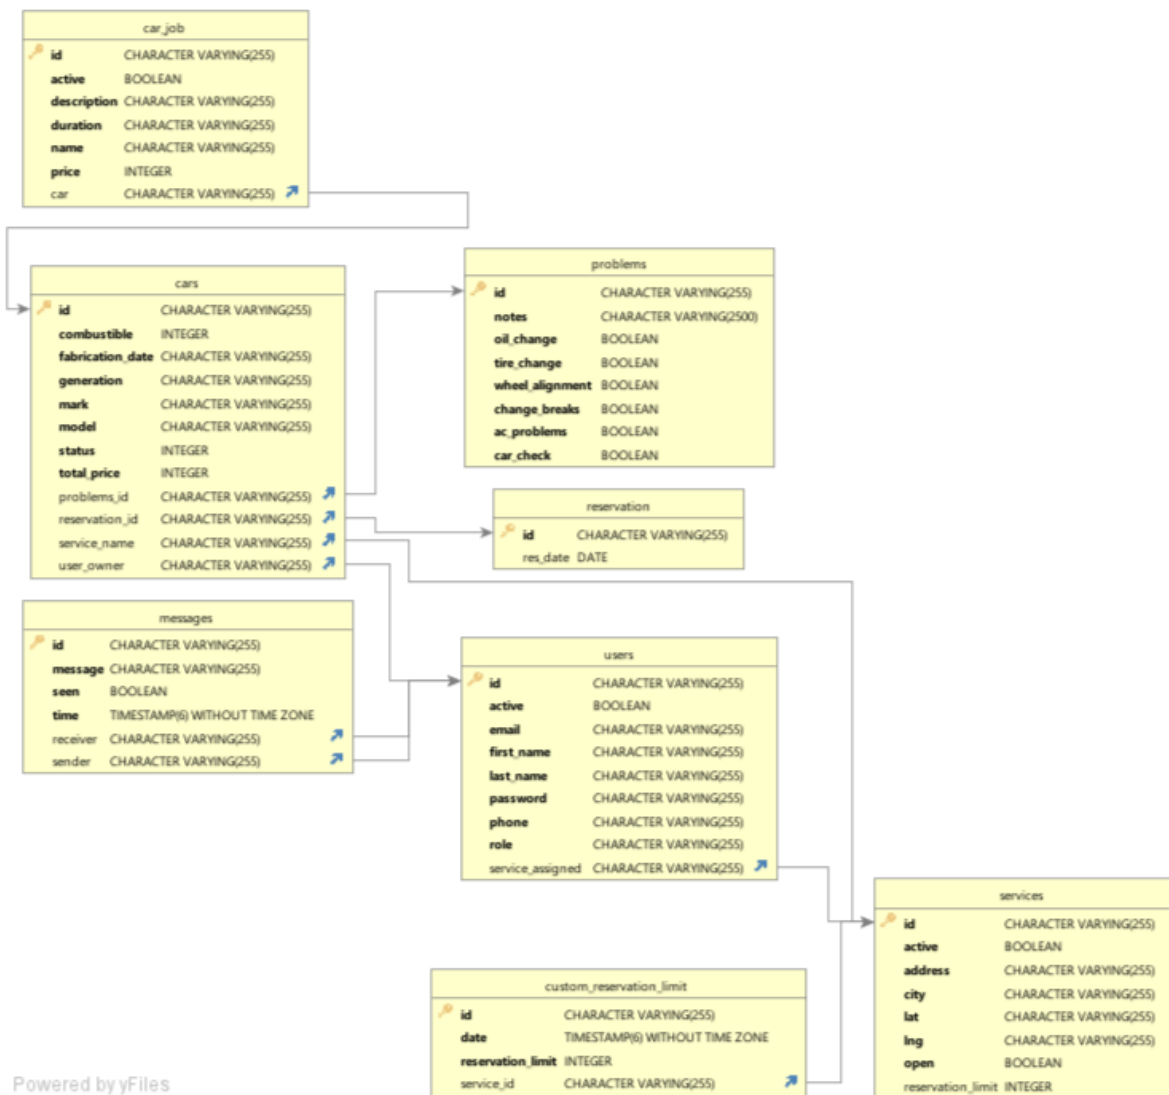 car_job
id CHARACTER VARYING(255)
active BOOLEAN
description CHARACTER VARYING(255)
duration CHARACTER VARYING(255)
name CHARACTER VARYING(255)
price INTEGER
car CHARACTER VARYING(255)
cars
id CHARACTER VARYING(255)
combustible INTEGER
fabrication_date CHARACTER VARYING(255)
generation CHARACTER VARYING(255)
mark CHARACTER VARYING(255)
model CHARACTER VARYING(255)
status INTEGER
total_price INTEGER
problems_id CHARACTER VARYING(255)
reservation_id CHARACTER VARYING(255)
service_name CHARACTER VARYING(255)
user_owner CHARACTER VARYING(255)
problems
id CHARACTER VARYING(255)
notes CHARACTER VARYING(2500)
oil_change BOOLEAN
tire_change BOOLEAN
wheel_alignment BOOLEAN
change_breaks BOOLEAN
ac_problems BOOLEAN
car_check BOOLEAN
reservation
id CHARACTER VARYING(255)
res_date DATE
messages
id CHARACTER VARYING(255)
message CHARACTER VARYING(255)
seen BOOLEAN
time TIMESTAMP(6) WITHOUT TIME ZONE
receiver CHARACTER VARYING(255)
sender CHARACTER VARYING(255)
users
id CHARACTER VARYING(255)
active BOOLEAN
email CHARACTER VARYING(255)
first_name CHARACTER VARYING(255)
last_name CHARACTER VARYING(255)
password CHARACTER VARYING(255)
phone CHARACTER VARYING(255)
role CHARACTER VARYING(255)
service_assigned CHARACTER VARYING(255)
services
id CHARACTER VARYING(255)
active BOOLEAN
address CHARACTER VARYING(255)
city CHARACTER VARYING(255)
lat CHARACTER VARYING(255)
lng CHARACTER VARYING(255)
open BOOLEAN
reservation_limit INTEGER
custom_reservation_limit
id CHARACTER VARYING(255)
date TIMESTAMP(6) WITHOUT TIME ZONE
reservation_limit INTEGER
service_id CHARACTER VARYING(255)
Powered by yFiles